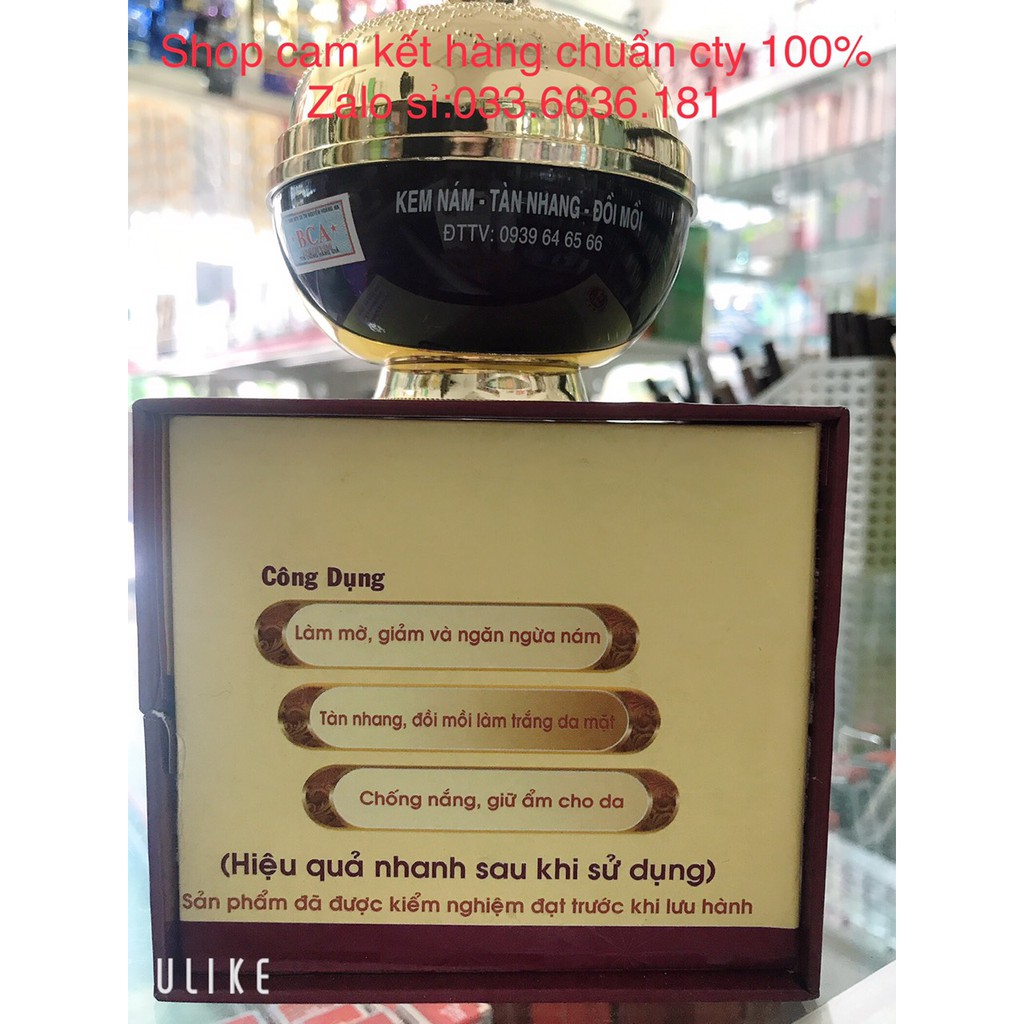 Shop cam kết hàng chuẩn cty 100%
Zalo sỉ:033.6636.181
KEM NÁM - TÀN NHANG - ĐỒI MỒI
ĐTTV: 0939 64 65 66
BCA*
Công Dụng
Làm mờ, giảm và ngăn ngừa nám
Tàn nhang, đồi mồi làm trắng da mặt
Chống nắng, giữ ẩm cho da
(Hiệu quả nhanh sau khi sử dụng)
Sản phẩm đã được kiểm nghiệm đạt trước khi lưu hành
ULIKE